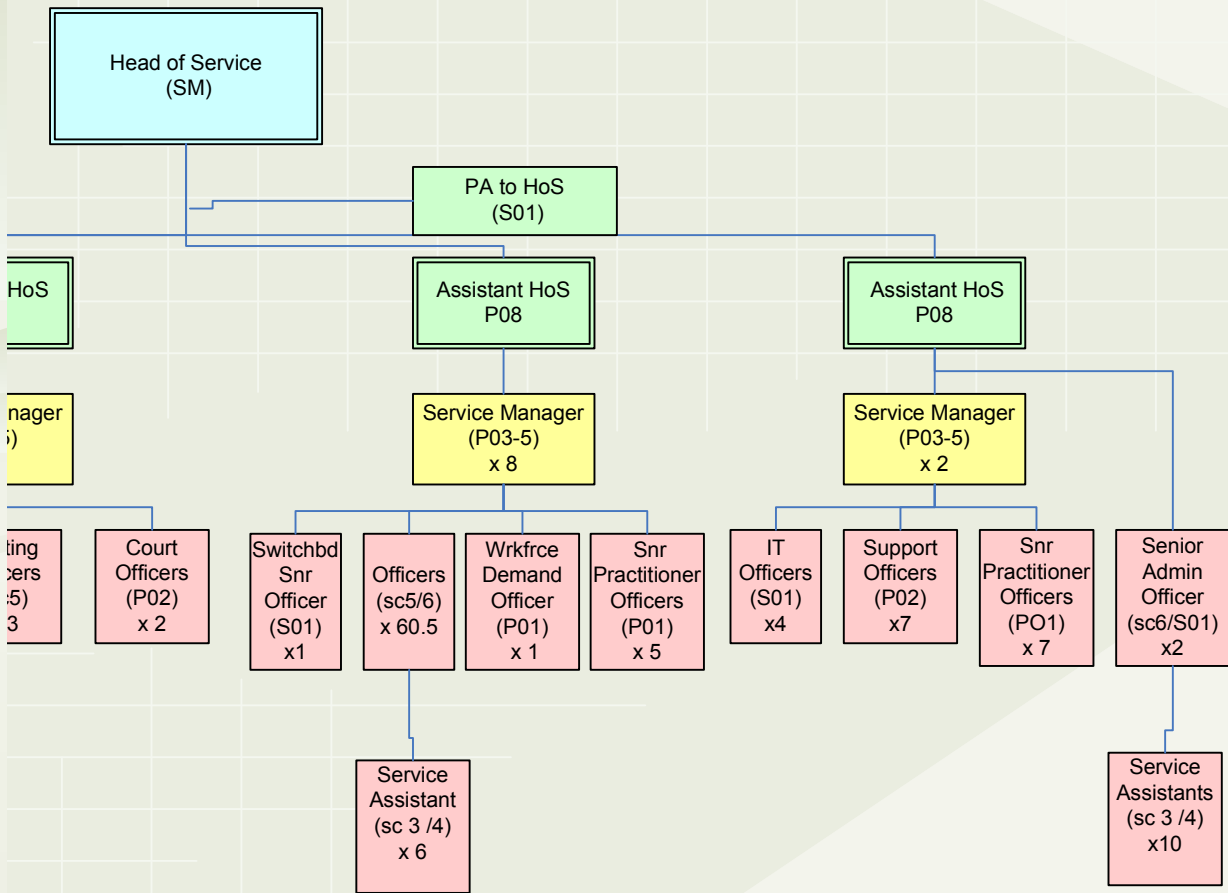 Head of Service
(SM)
PA to HoS
(S01)
HoS
Assistant HoS
P08
Assistant HoS
P08
Service Manager
(P03-5)
x 8
Service Manager
(P03-5)
x 2
Court
Officers
(P02)
x 2
Switchbd
Snr
Officer
(S01)
x1
Officers
(sc5/6)
x 60.5
Wrkfrce
Demand
Officer
(P01)
x 1
Snr
Practitioner
Officers
(P01)
x 5
IT
Officers
(S01)
x4
Support
Officers
(P02)
x7
Snr
Practitioner
Officers
(PO1)
x 7
Senior
Admin
Officer
(sc6/S01)
x2
Service
Assistant
(sc 3 /4)
x 6
Service
Assistants
(sc 3 /4)
x10